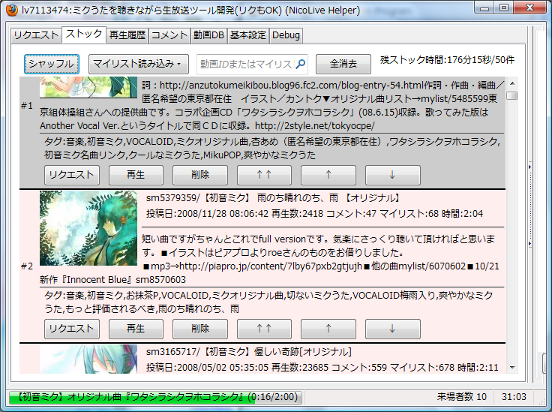 lv7113474:ミクうたを聴きながら生放送ツール開発(リクもOK) (NicoLive Helper)
リクエスト ストック 再生履歴 コメント 動画DB 基本設定 Debug
シャッフル マイリスト読み込み 動画IDまたはマイリス 全消去 残ストック時間:176分15秒/50件
#1
詞：http://anzutokumeikibou.blog96.fc2.com/blog-entry-54.html作詞・作曲・編曲／
匿名希望の東京都在住 イラスト／カントク▼オリジナル曲リスト→mylist/5485599東
京組体操組さんへの提供曲です。コラボ企画CD「ワタシラシクヲホコラシク」(08.6.15)収録。歌ってみた版は
Another Vocal Ver.というタイトルで同ＣＤに収録。http://2style.net/tokyocpe/
タグ:音楽,初音ミク,VOCALOID,ミクオリジナル曲,杏あめ（匿名希望の東京都在住）,ワタシラシクヲホコラシク,
初音ミク名曲リンク,クールなミクうた,MikuPOP,爽やかなミクうた
リクエスト 再生 削除 ↑↑ ↑ ↓
#2
sm5379359/【初音ミク】 雨のち晴れのち、雨 【オリジナル】
投稿日:2008/11/28 08:06:42 再生数:2418 コメント:47 マイリスト:68 時間:2:04
短い曲ですがちゃんとこれでfull versionです。気楽にさっくり聴いて頂ければと思いま
す。■イラストはピアプロよりroeさんのものをお借りしました。
■mp3→http://piapro.jp/content/7lby67pxb2gtjujh■他の曲mylist/6070602■10/21
新作『Innocent Blue』sm8570603
タグ:音楽,初音ミク,お抹茶P,VOCALOID,ミクオリジナル曲,切ないミクうた,VOCALOID梅雨入り,爽やかなミク
うた,もっと評価されるべき,雨のち晴れのち、雨
リクエスト 再生 削除 ↑↑ ↑ ↓
sm3165717/【初音ミク】優しい奇跡[オリジナル]
投稿日:2008/05/02 05:35:05 再生数:23685 コメント:559 マイリスト:678 時間:2:11
【初音ミク】オリジナル曲『ワタシラシクヲホコラシク』(0:16/2:00) 来場者数 10 31:03